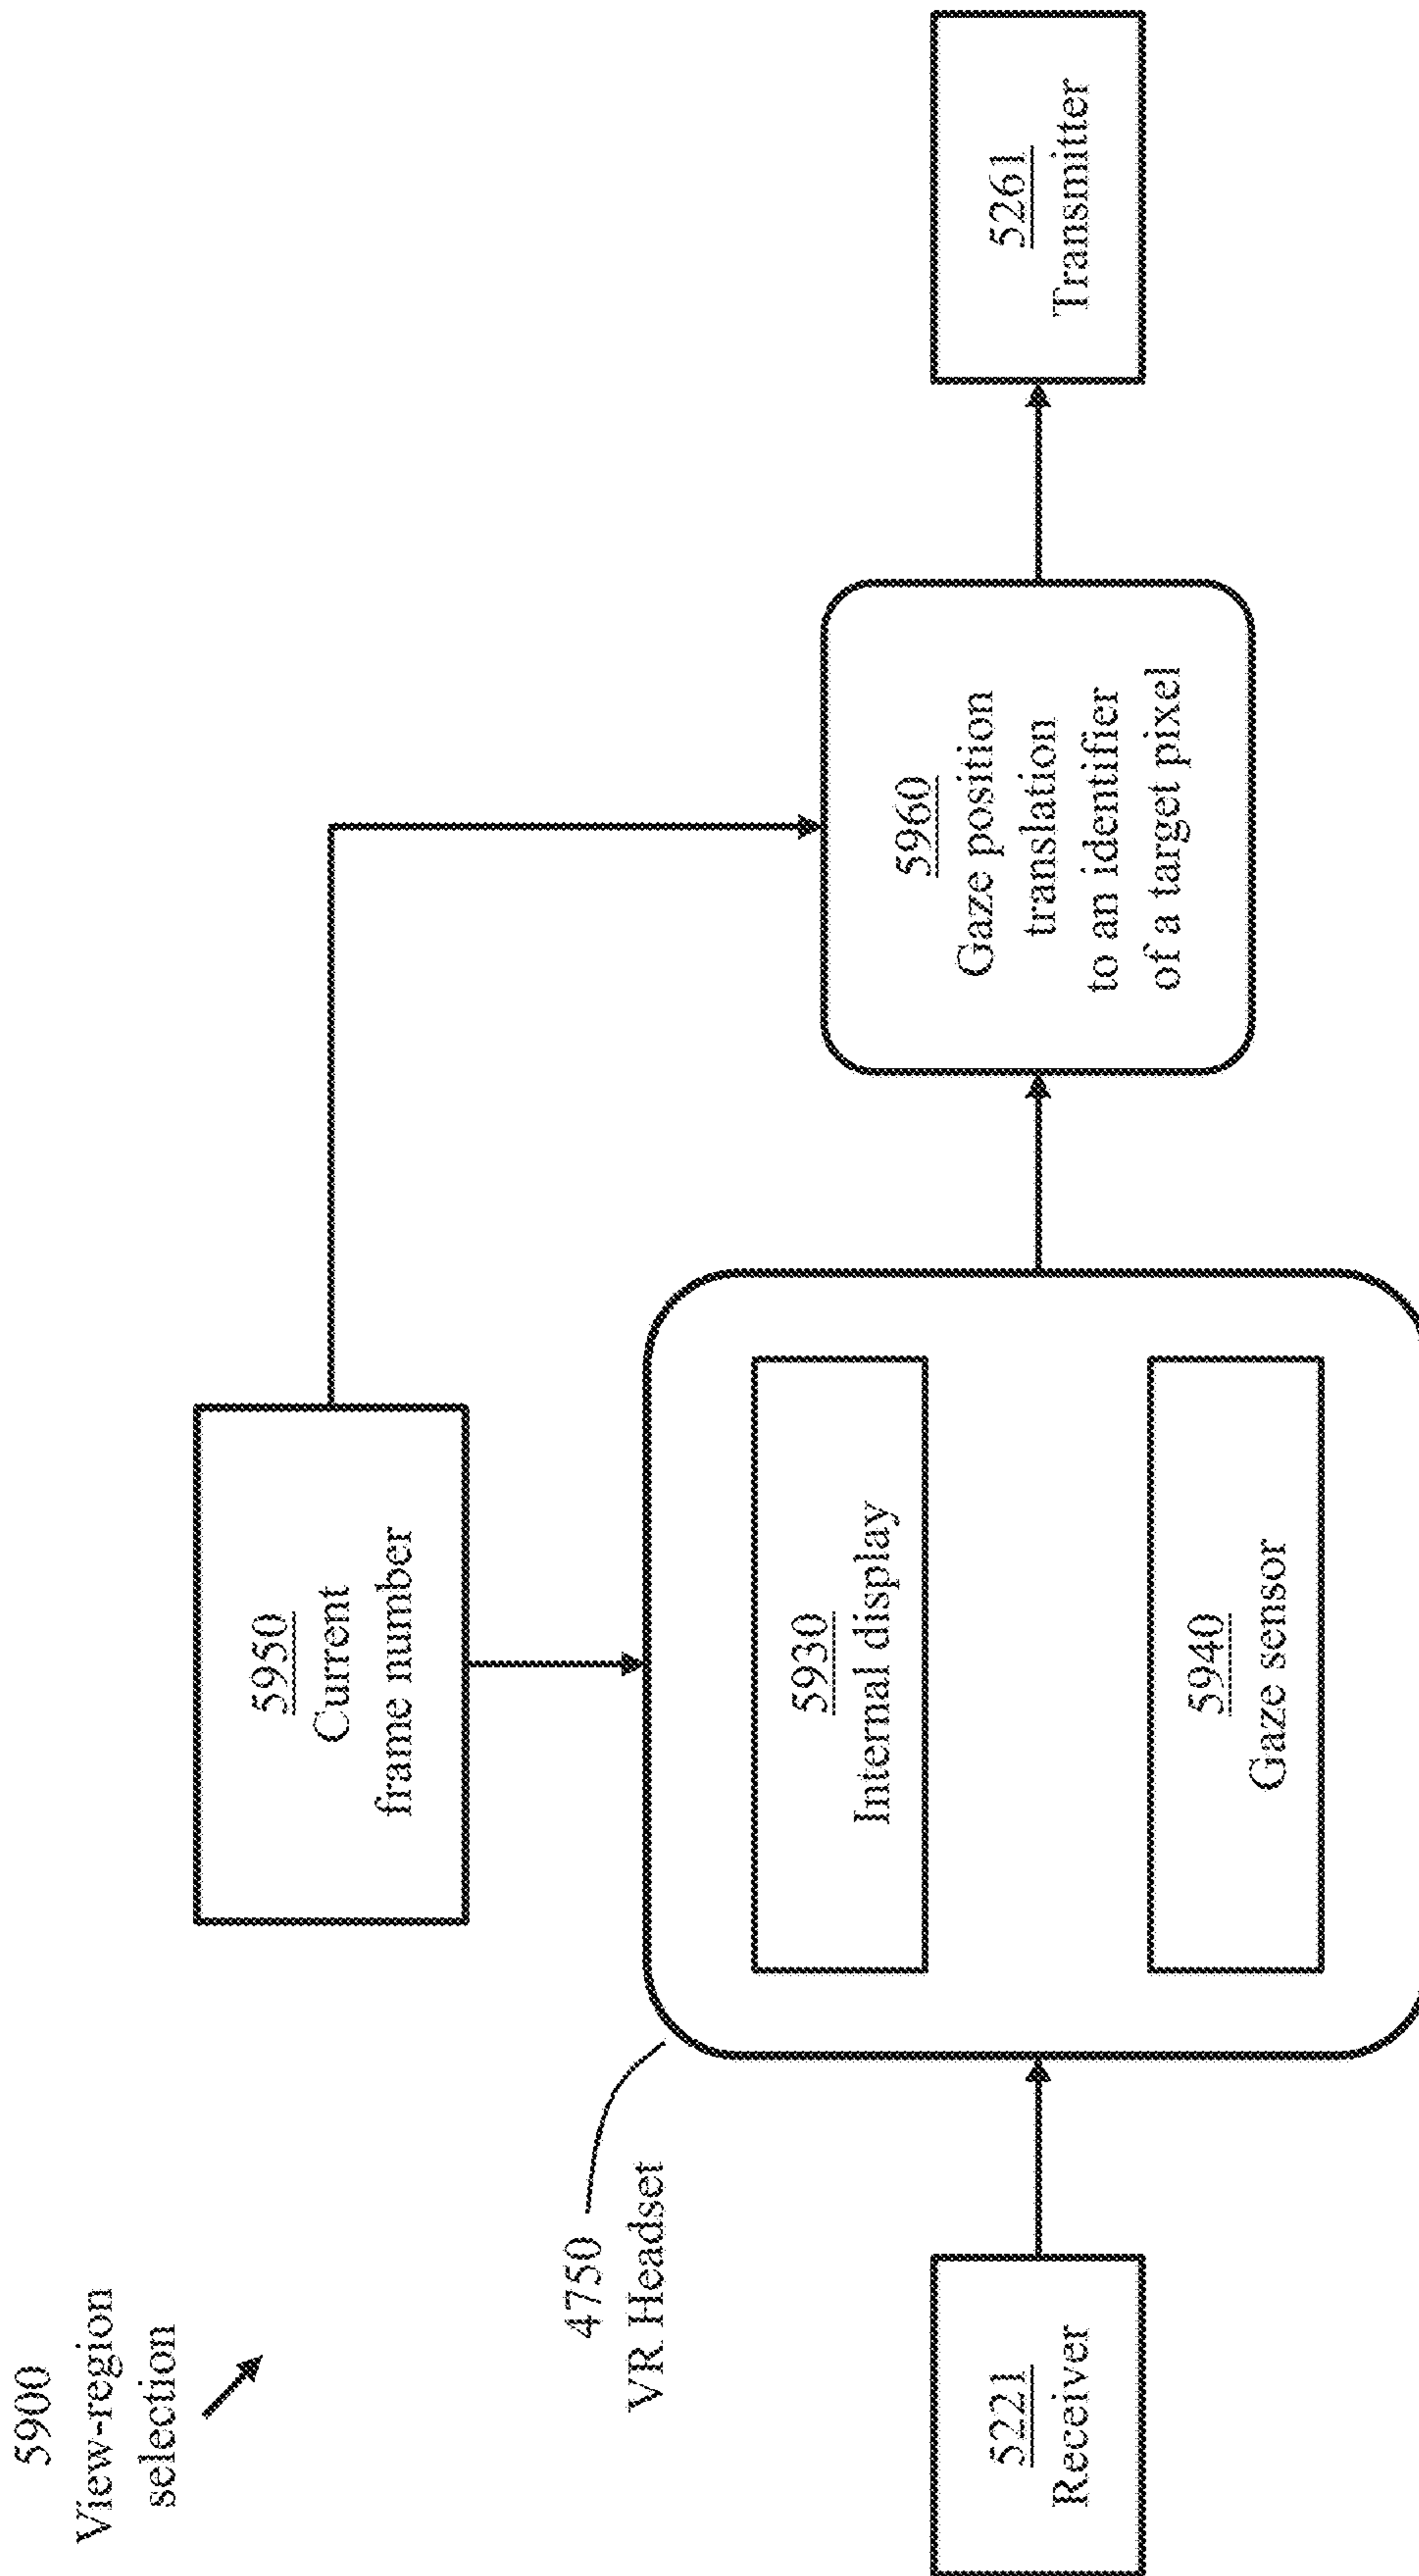 5900
View-region
selection
5950
Current
frame number
4750
VR Headset
5221
Receiver
5930
Internal display
5940
Gaze sensor
5960
Gaze position
translation
to an identifier
of a target pixel
5261
Transmitter